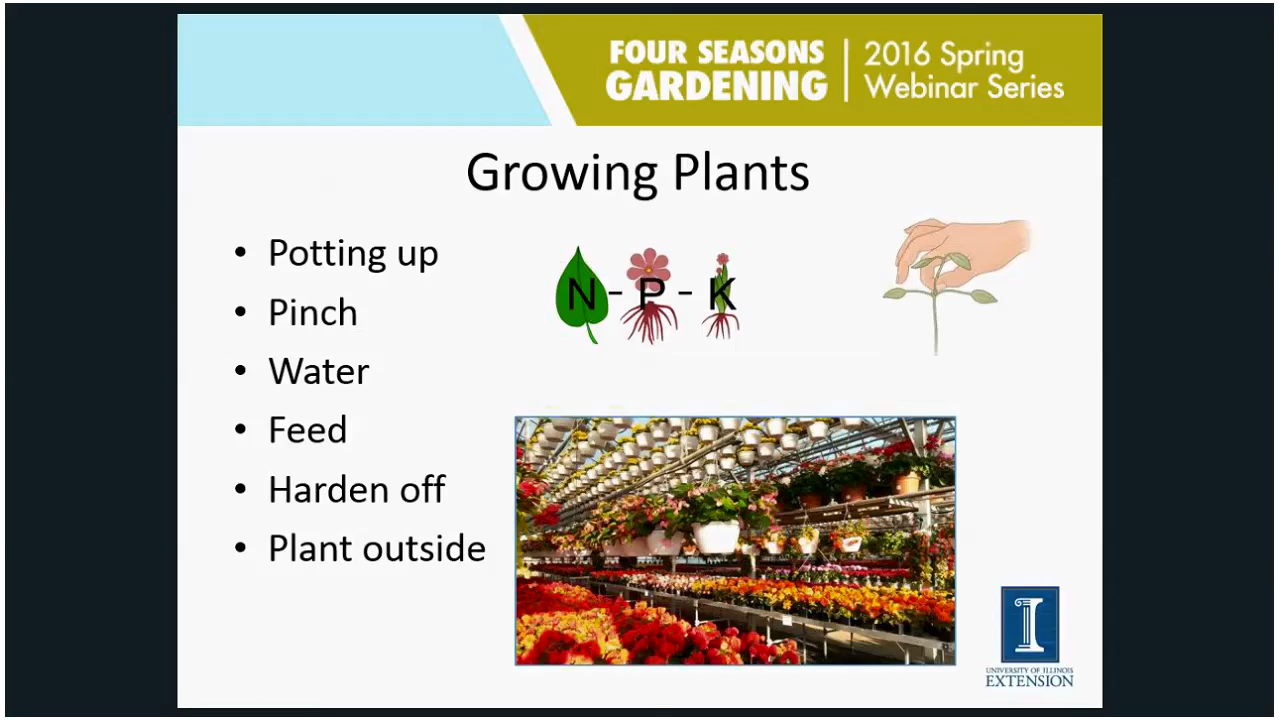 FOUR SEASONS
GARDENING
2016 Spring
Webinar Series
Growing Plants
• Potting up
• Pinch
• Water
• Feed
• Harden off
• Plant outside
N - P - K
I
UNIVERSITY OF ILLINOIS
EXTENSION